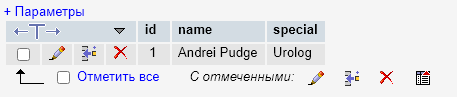 + Параметры
id name special
1 Andrei Pudge Urolog
Отметить все С отмеченными: